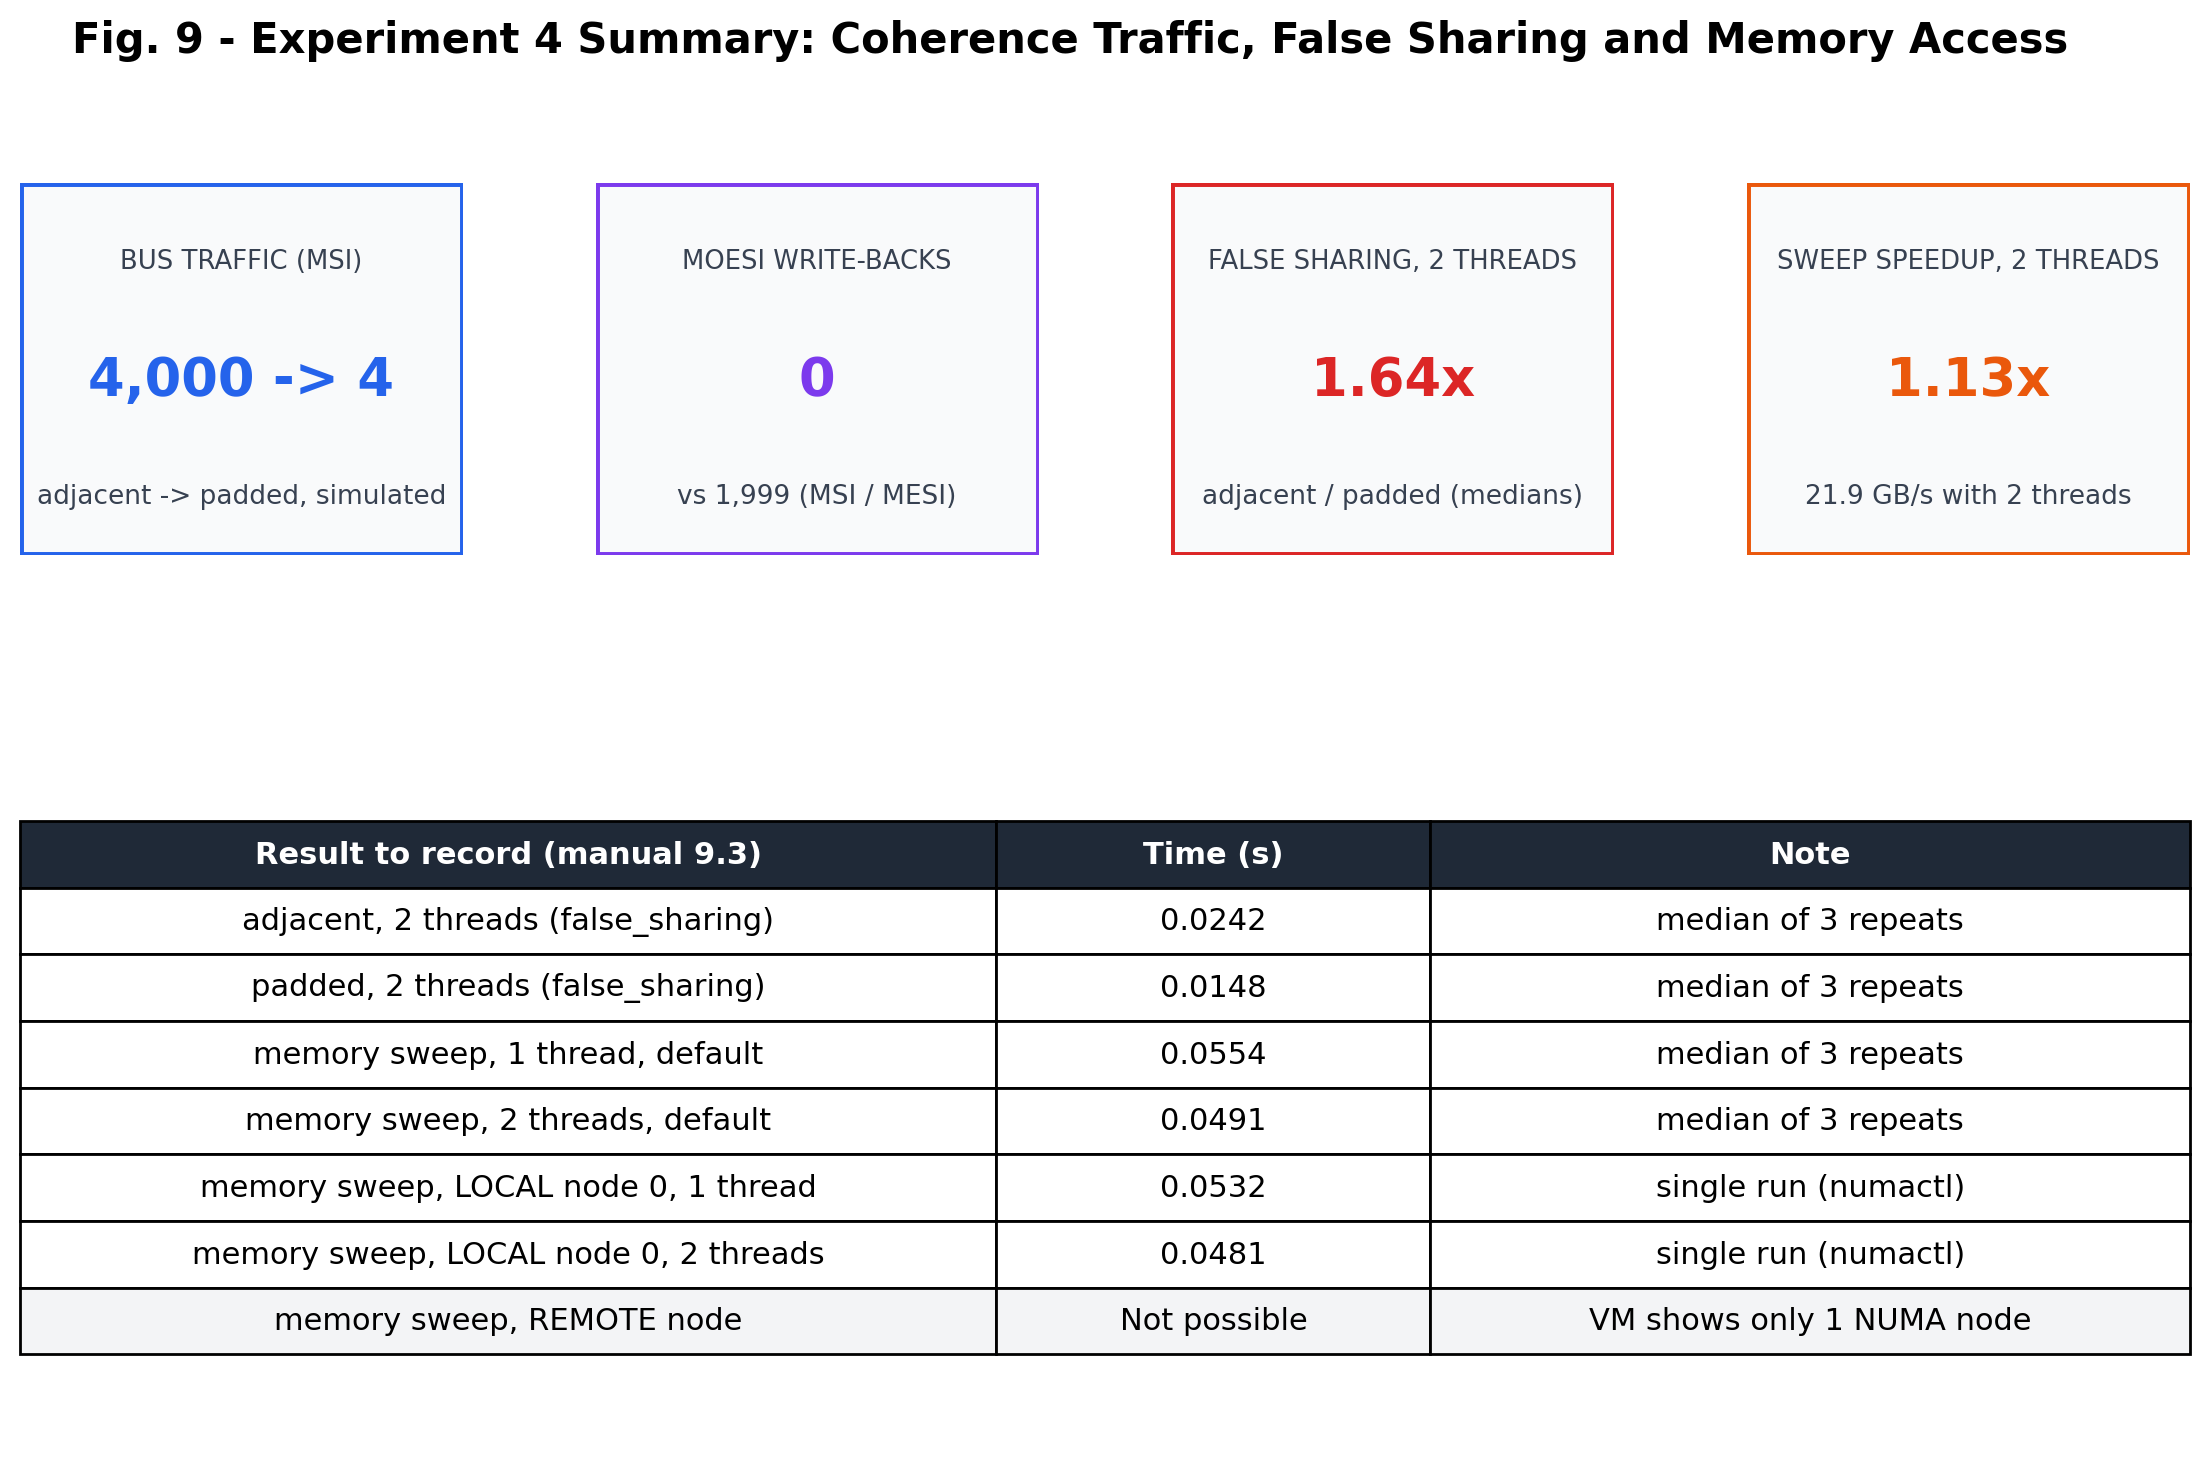 Fig. 9 - Experiment 4 Summary: Coherence Traffic, False Sharing and Memory Access
BUS TRAFFIC (MSI)
4,000 -> 4
adjacent -> padded, simulated
MOESI WRITE-BACKS
0
vs 1,999 (MSI / MESI)
FALSE SHARING, 2 THREADS
1.64x
adjacent / padded (medians)
SWEEP SPEEDUP, 2 THREADS
1.13x
21.9 GB/s with 2 threads
Result to record (manual 9.3) Time (s) Note
adjacent, 2 threads (false_sharing) 0.0242 median of 3 repeats
padded, 2 threads (false_sharing) 0.0148 median of 3 repeats
memory sweep, 1 thread, default 0.0554 median of 3 repeats
memory sweep, 2 threads, default 0.0491 median of 3 repeats
memory sweep, LOCAL node 0, 1 thread 0.0532 single run (numactl)
memory sweep, LOCAL node 0, 2 threads 0.0481 single run (numactl)
memory sweep, REMOTE node Not possible VM shows only 1 NUMA node